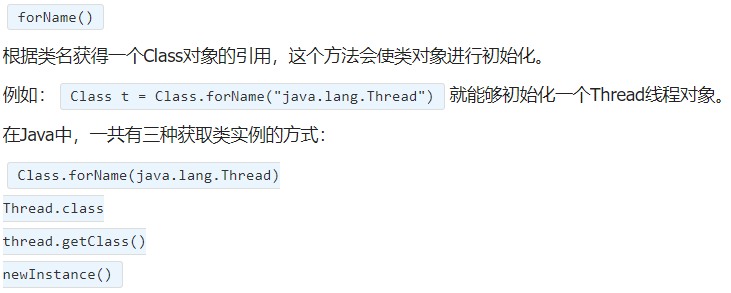 forName()
根据类名获得一个Class对象的引用，这个方法会使类对象进行初始化。
例如： Class t = Class.forName("java.lang.Thread") 就能够初始化一个Thread线程对象。
在Java中，一共有三种获取类实例的方式：
Class.forName(java.lang.Thread)
Thread.class
thread.getClass()
newInstance()